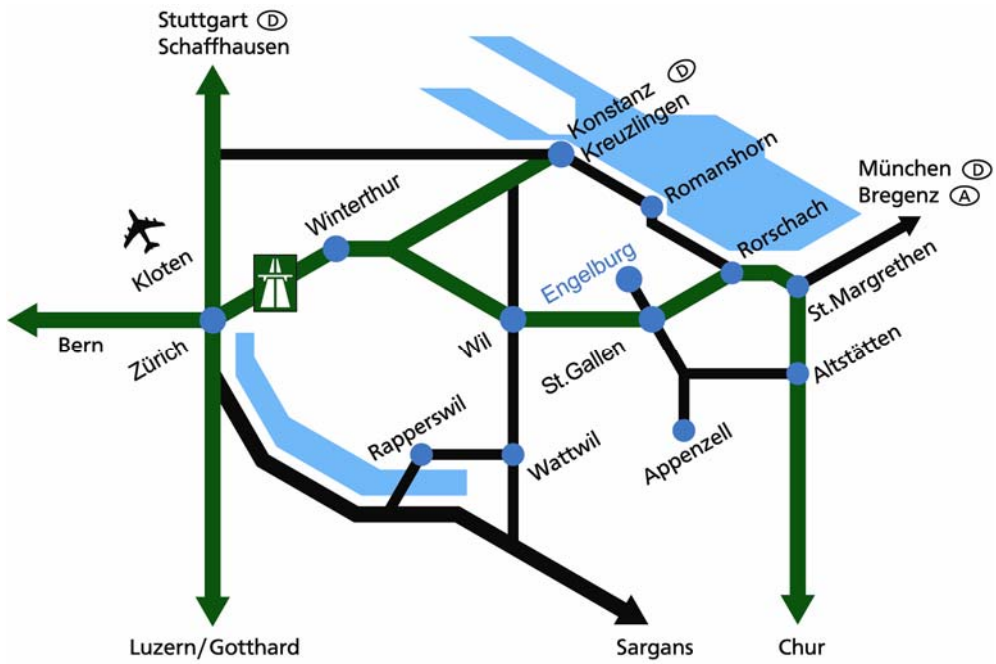 Stuttgart D
Schaffhausen
Konstanz D
Kreuzlingen
Romanshorn
München D
Bregenz A
Winterthur
Rorschach
Kloten
Engelburg
St.Margrethen
Bern
Zürich
Wil
St.Gallen
Altstätten
Rapperswil
Wattwil
Appenzell
Luzern/Gotthard
Sargans
Chur